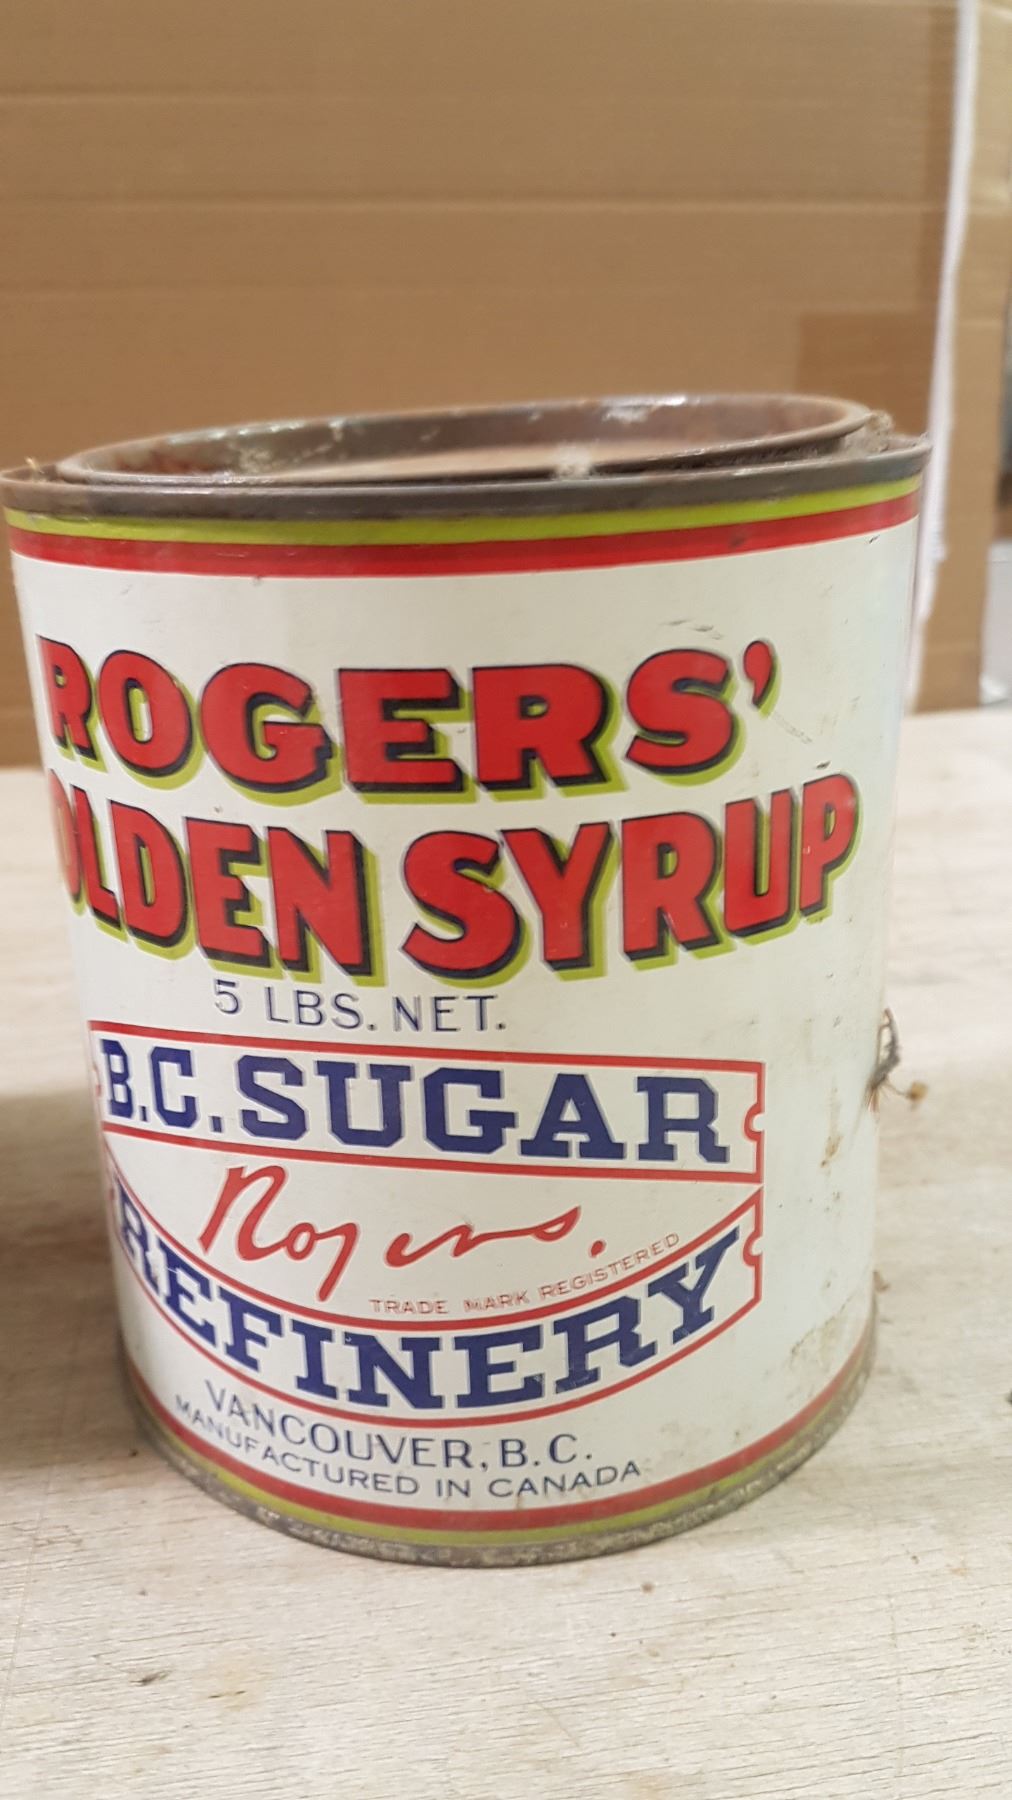 ROGERS'
OLDEN SYRUP
5 LBS. NET.
B.C. SUGAR
Rogers.
TRADE MARK REGISTERED
REFINERY
VANCOUVER, B.C.
MANUFACTURED IN CANADA